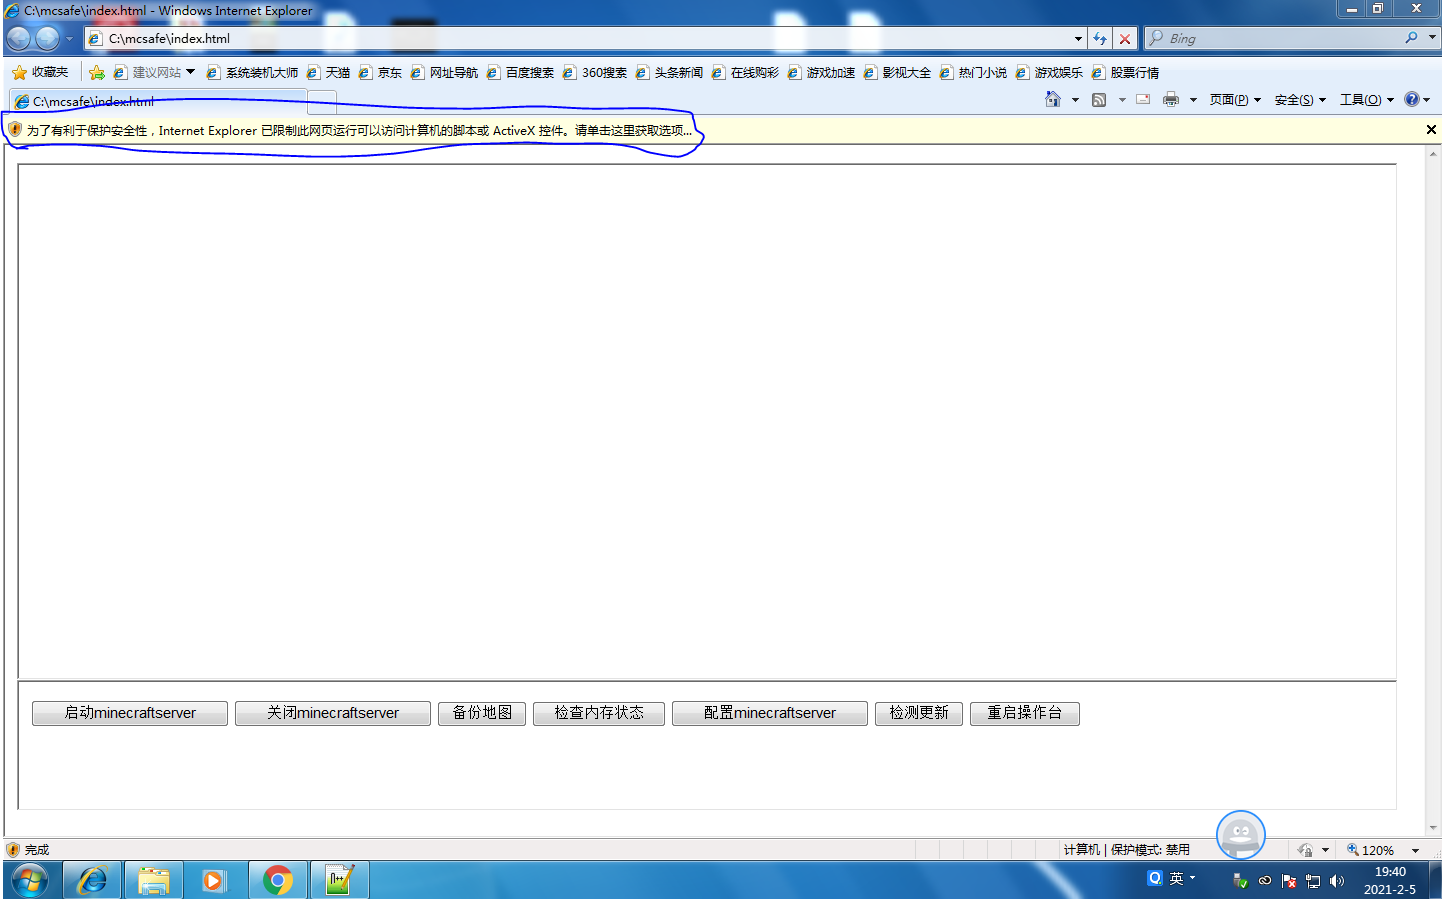 C:\mcsafe\index.html - Windows Internet Explorer
C:\mcsafe\index.html
Bing
收藏夹 建议网站 系统装机大师 天猫 京东 网址导航 百度搜索 360搜索 头条新闻 在线购彩 游戏加速 影视大全 热门小说 游戏娱乐 股票行情
C:\mcsafe\index.html
页面(P) 安全(S) 工具(O)
为了有利于保护安全性，Internet Explorer 已限制此网页运行可以访问计算机的脚本或 ActiveX 控件。请单击这里获取选项...
启动minecraftserver 关闭minecraftserver 备份地图 检查内存状态 配置minecraftserver 检测更新 重启操作台
完成
计算机 | 保护模式: 禁用
120%
英
19:40
2021-2-5